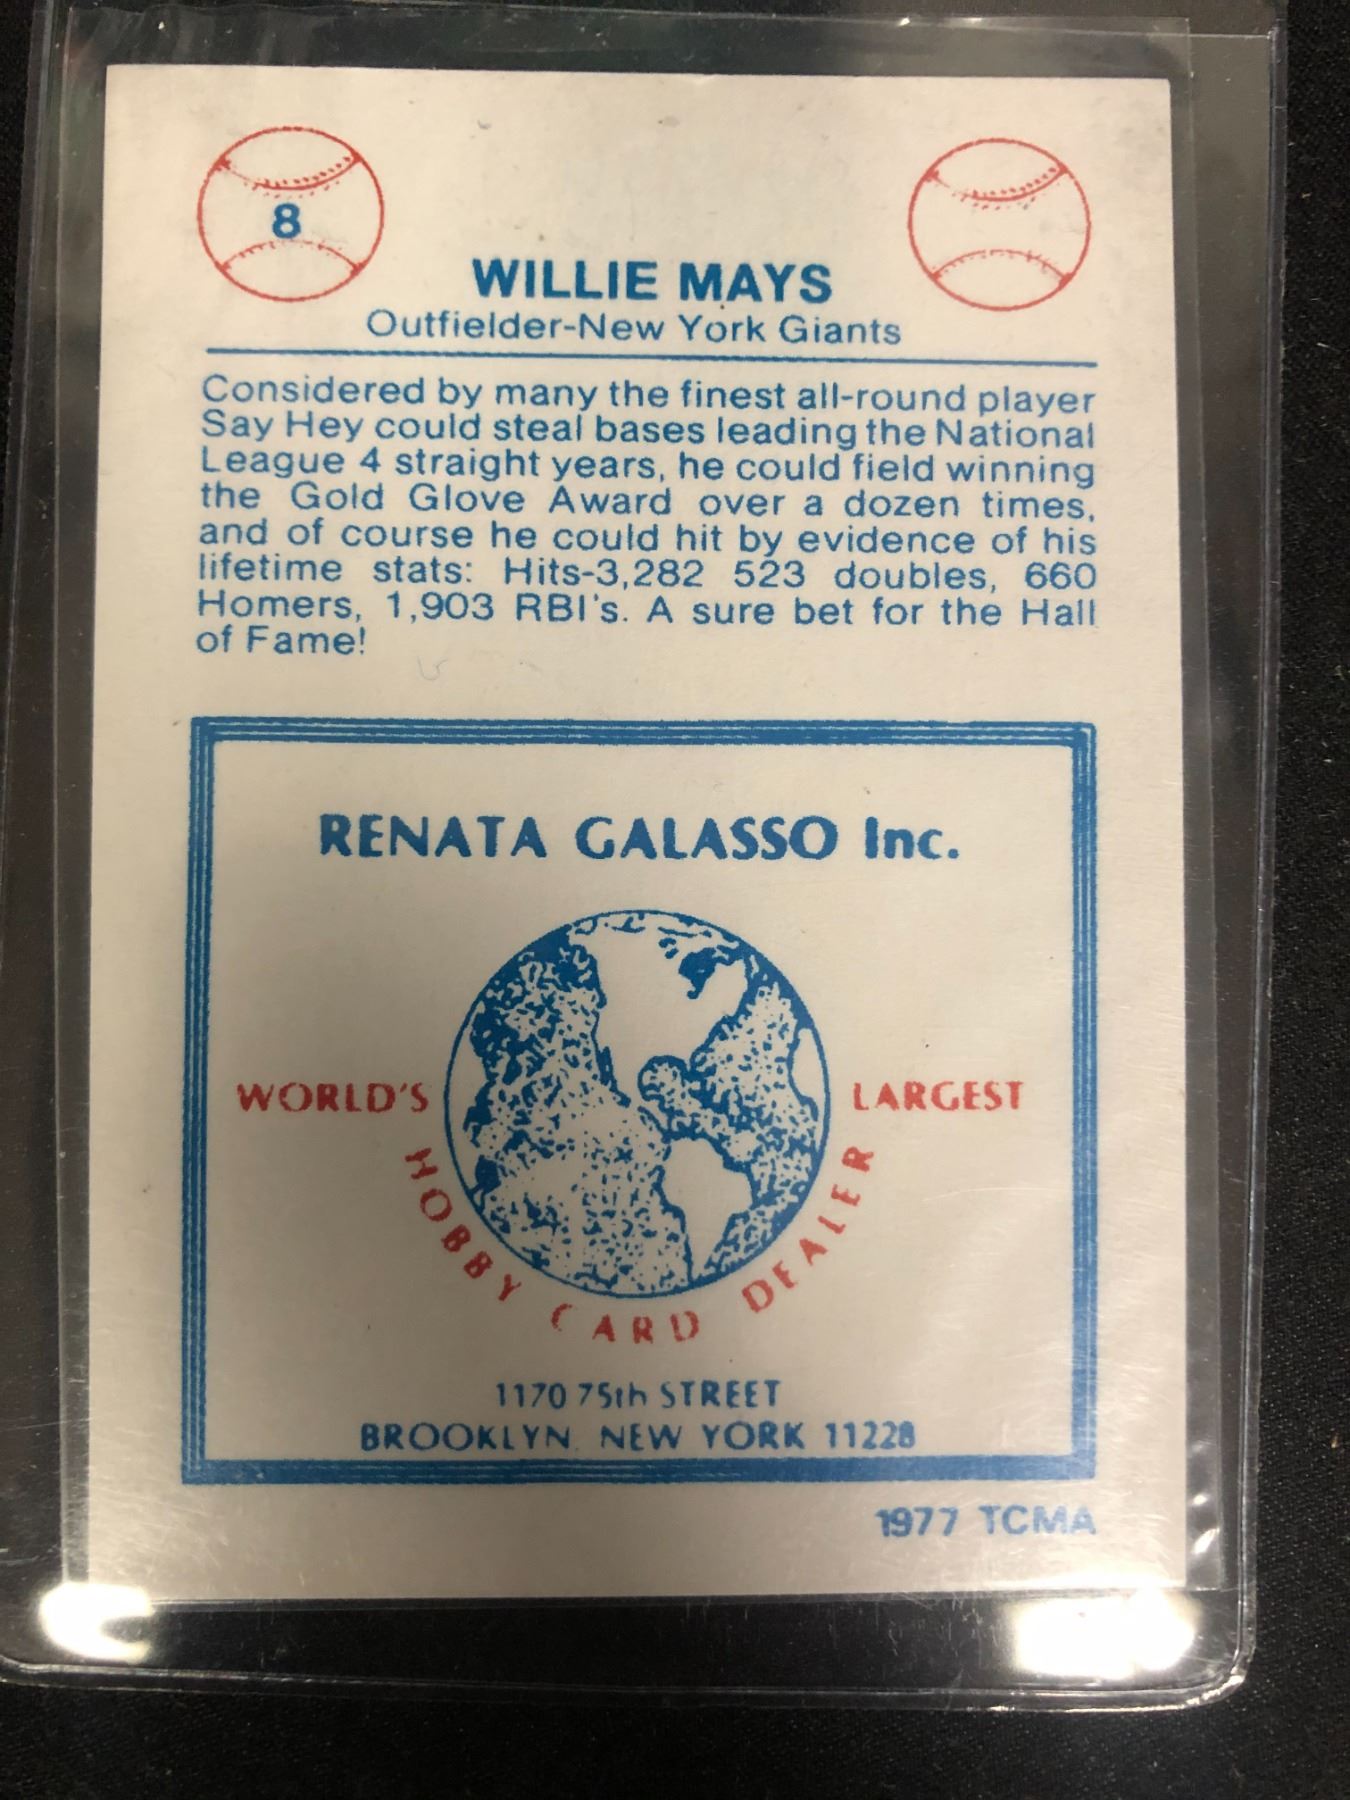 8
WILLIE MAYS
Outfielder-New York Giants
Considered by many the finest all-round player
Say Hey could steal bases leading the National
League 4 straight years, he could field winning
the Gold Glove Award over a dozen times,
and of course he could hit by evidence of his
lifetime stats: Hits-3,282 523 doubles, 660
Homers, 1,903 RBI's. A sure bet for the Hall
of Fame!
RENATA GALASSO Inc.
WORLD'S LARGEST
HOBBY CARD DEALER
1170 75th STREET
BROOKLYN, NEW YORK 11228
1977 TCMA